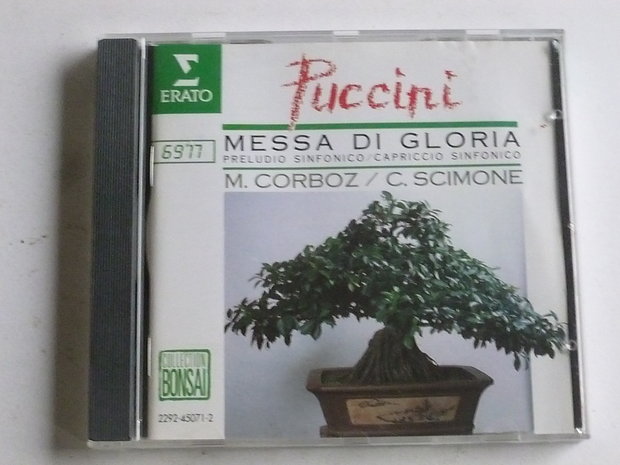 ERATO
Puccini
MESSA DI GLORIA
PRELUDIO SINFONICO/CAPRICCIO SINFONICO
6977
M. CORBOZ / C. SCIMONE
COLLECTION
BONSAI
2292-45071-2